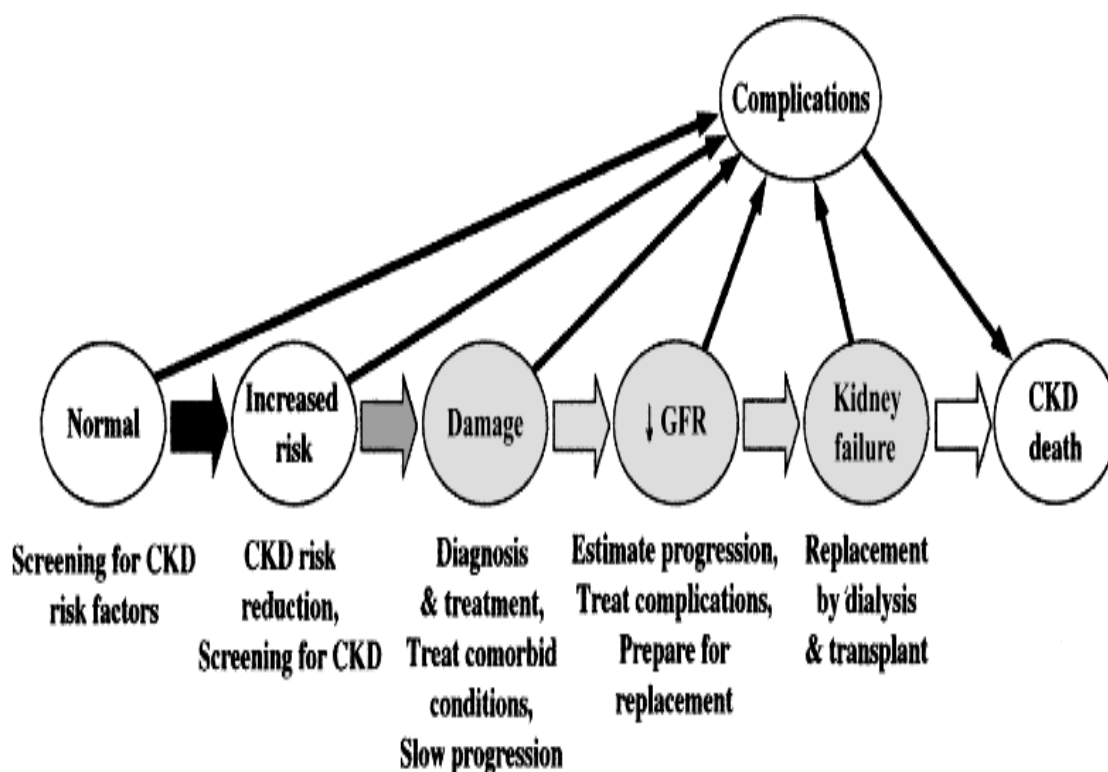 Complications
Normal
Increased
risk
Damage
↓ GFR
Kidney
failure
CKD
death
Screening for CKD
risk factors
CKD risk
reduction,
Screening for CKD
Diagnosis
& treatment,
Treat comorbid
conditions,
Slow progression
Estimate progression,
Treat complications,
Prepare for
replacement
Replacement
by dialysis
& transplant